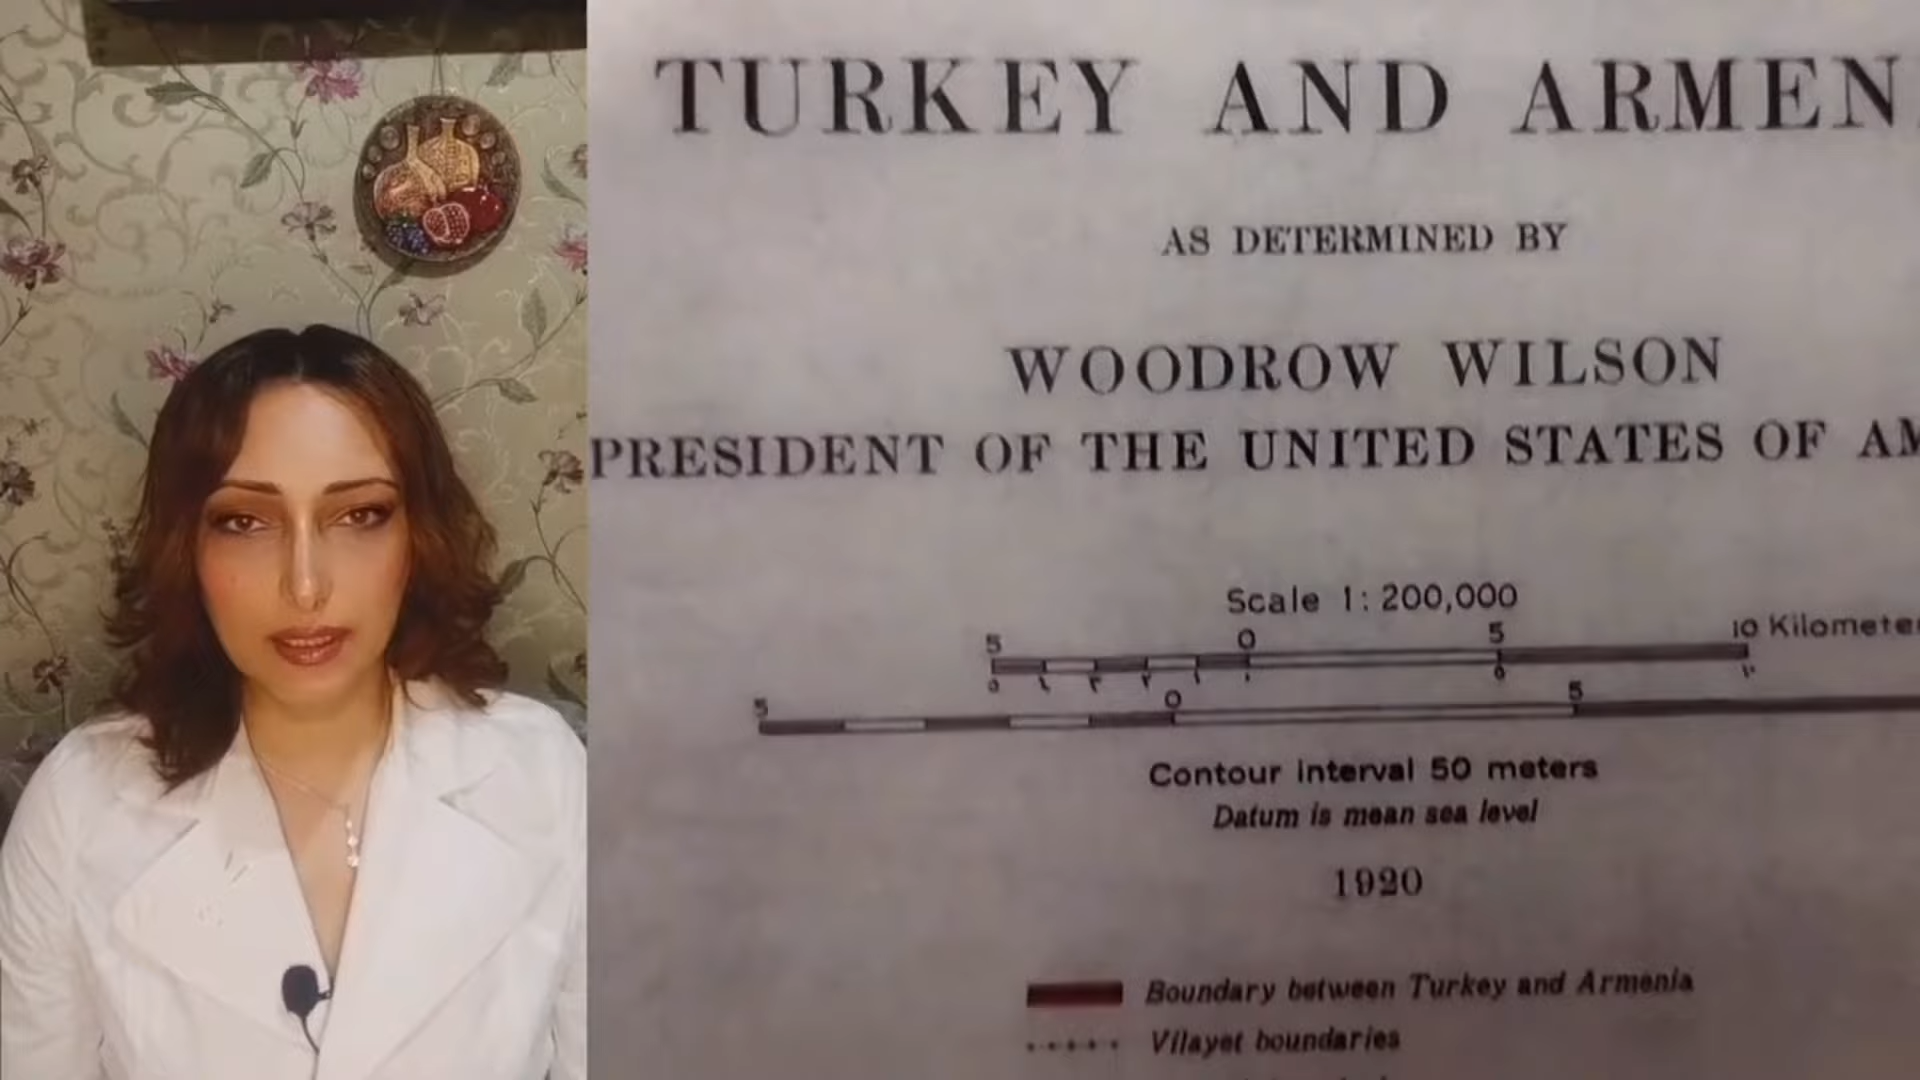 TURKEY AND ARMEN
AS DETERMINED BY
WOODROW WILSON
PRESIDENT OF THE UNITED STATES OF AM
Scale 1:200,000
5 0 5 10 Kilometer
5 0 5
Contour interval 50 meters
Datum is mean sea level
1920
Boundary between Turkey and Armenia
Vilayet boundaries